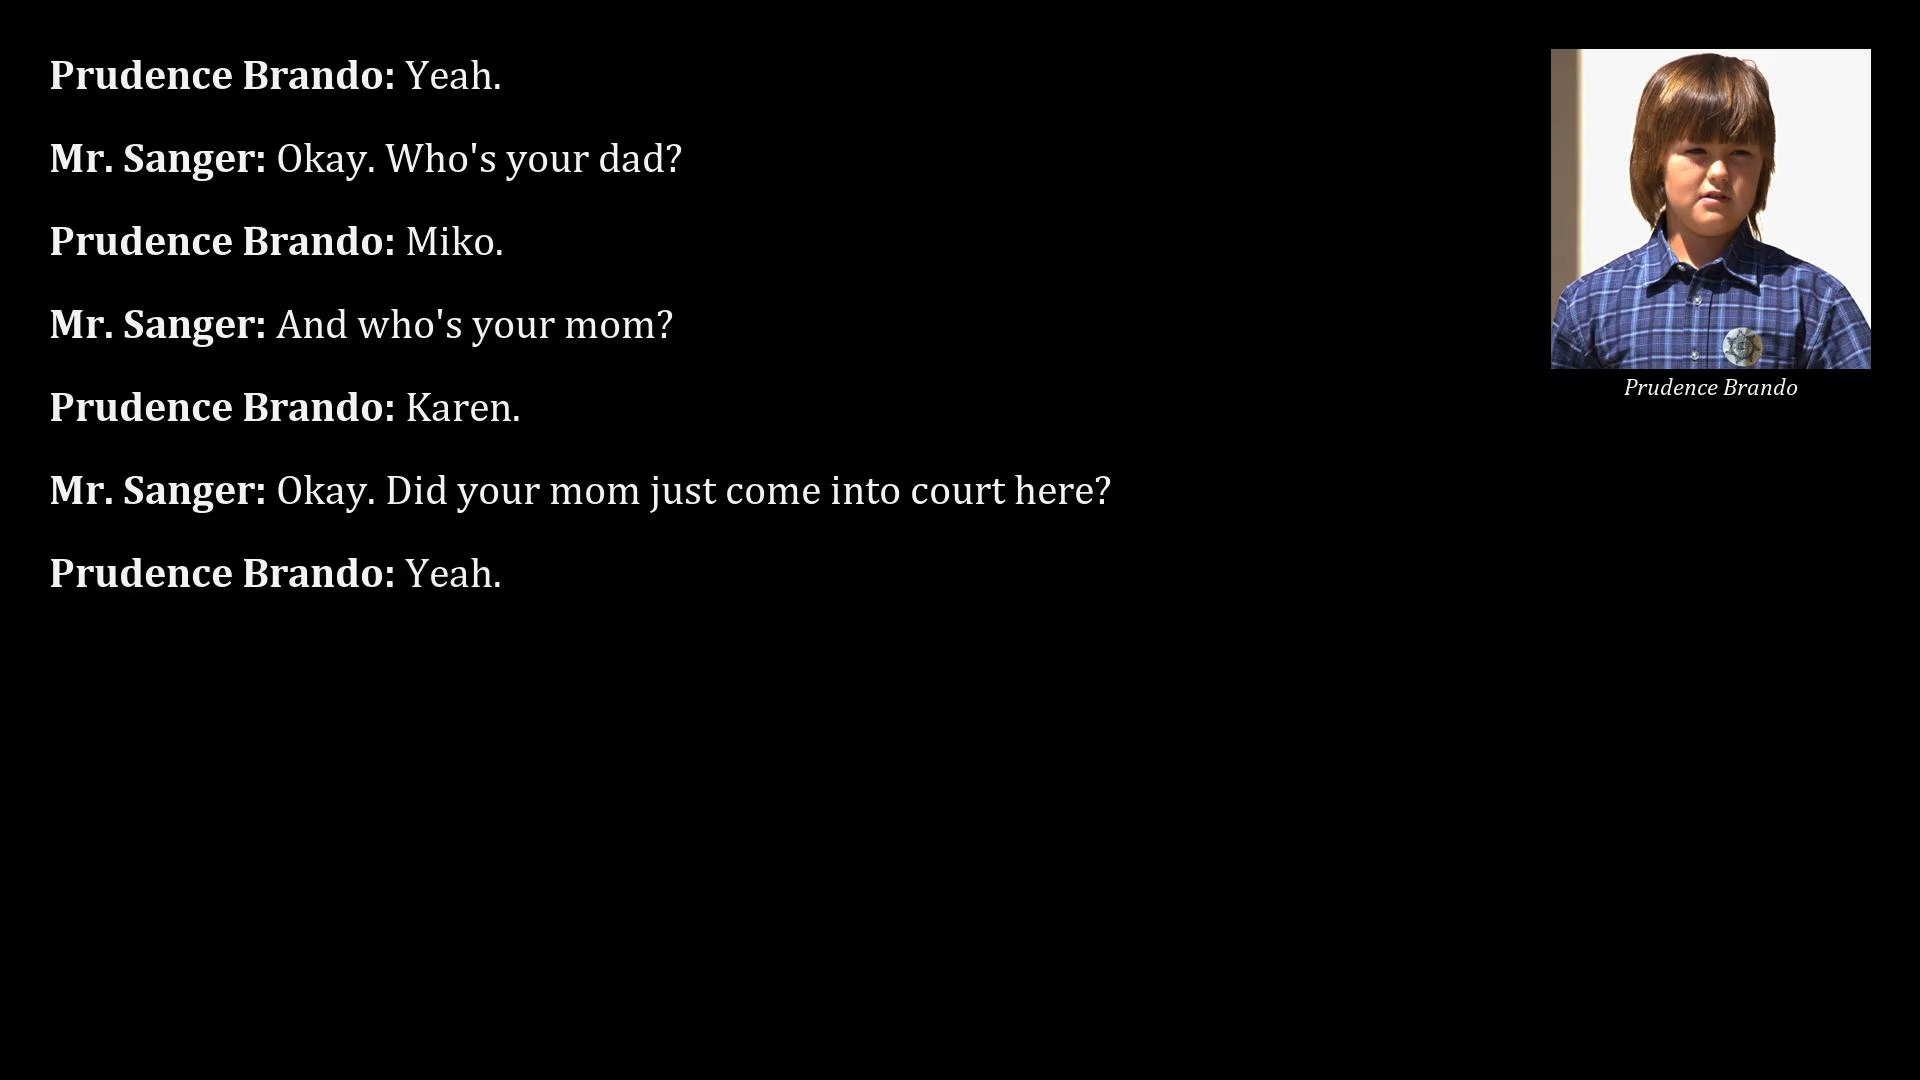 Prudence Brando: Yeah.
Mr. Sanger: Okay. Who's your dad?
Prudence Brando: Miko.
Mr. Sanger: And who's your mom?
Prudence Brando: Karen.
Mr. Sanger: Okay. Did your mom just come into court here?
Prudence Brando: Yeah.
Prudence Brando